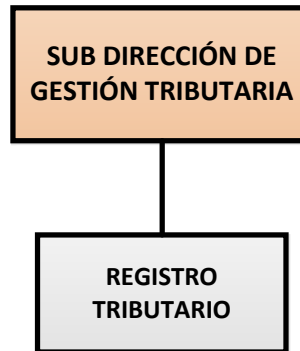 SUB DIRECCIÓN DE
GESTIÓN TRIBUTARIA
REGISTRO
TRIBUTARIO